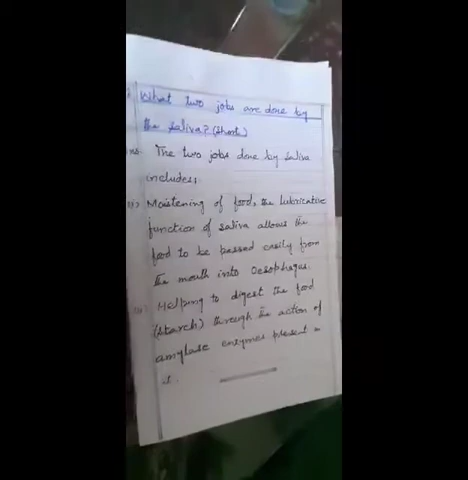 What two jobs are done by
the saliva? (short)
Ans. The two jobs done by saliva
includes:
(i) Moistening of food, the lubricative
function of saliva allows the
food to be passed easily from
the mouth into Oesophagus.
(ii) Helping to digest the food
(starch) through the action of
amylase enzymes present in
it.